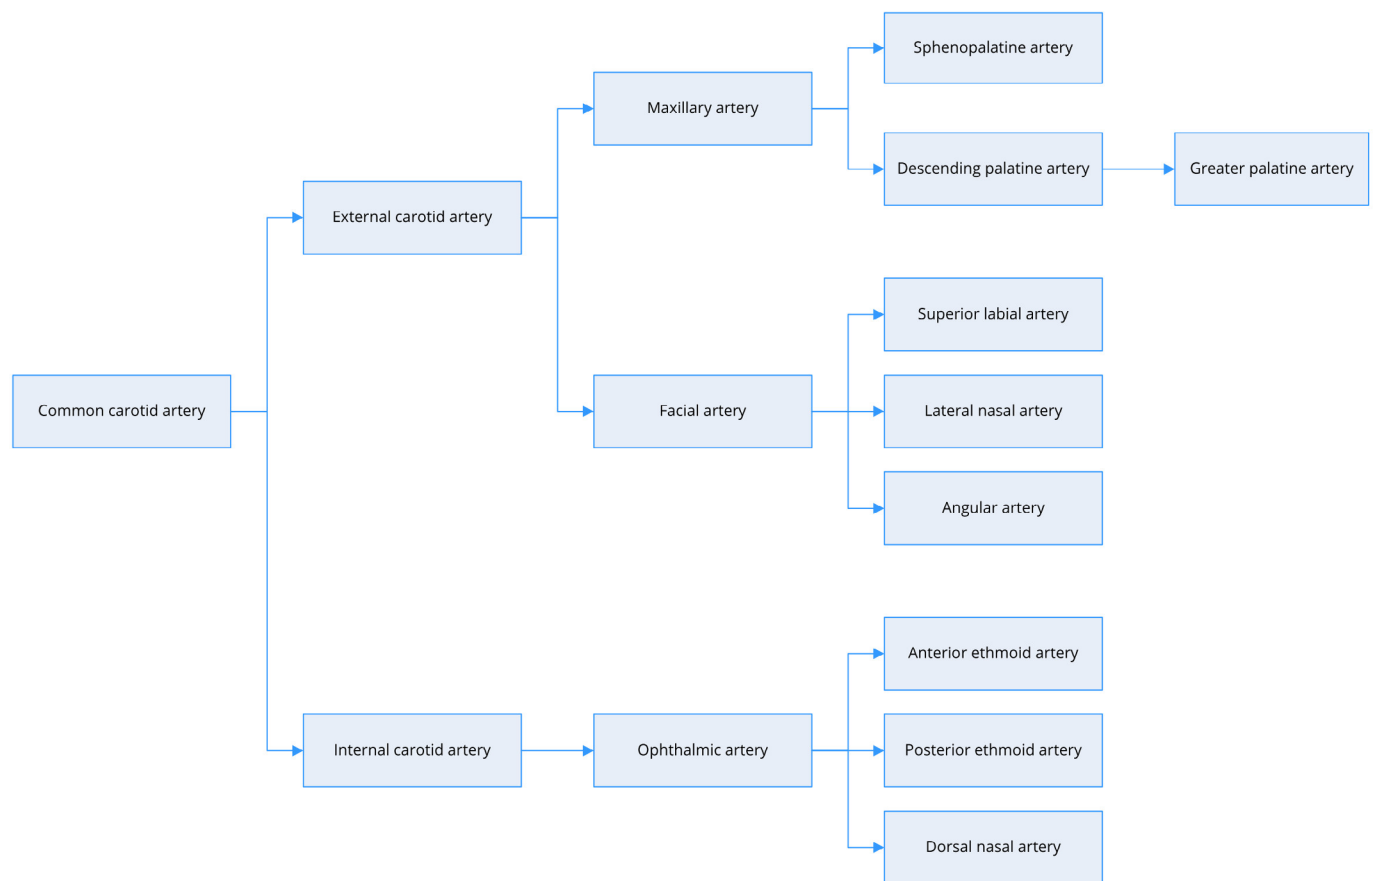 Sphenopalatine artery
Maxillary artery
Descending palatine artery
Greater palatine artery
External carotid artery
Superior labial artery
Common carotid artery
Facial artery
Lateral nasal artery
Angular artery
Anterior ethmoid artery
Internal carotid artery
Ophthalmic artery
Posterior ethmoid artery
Dorsal nasal artery